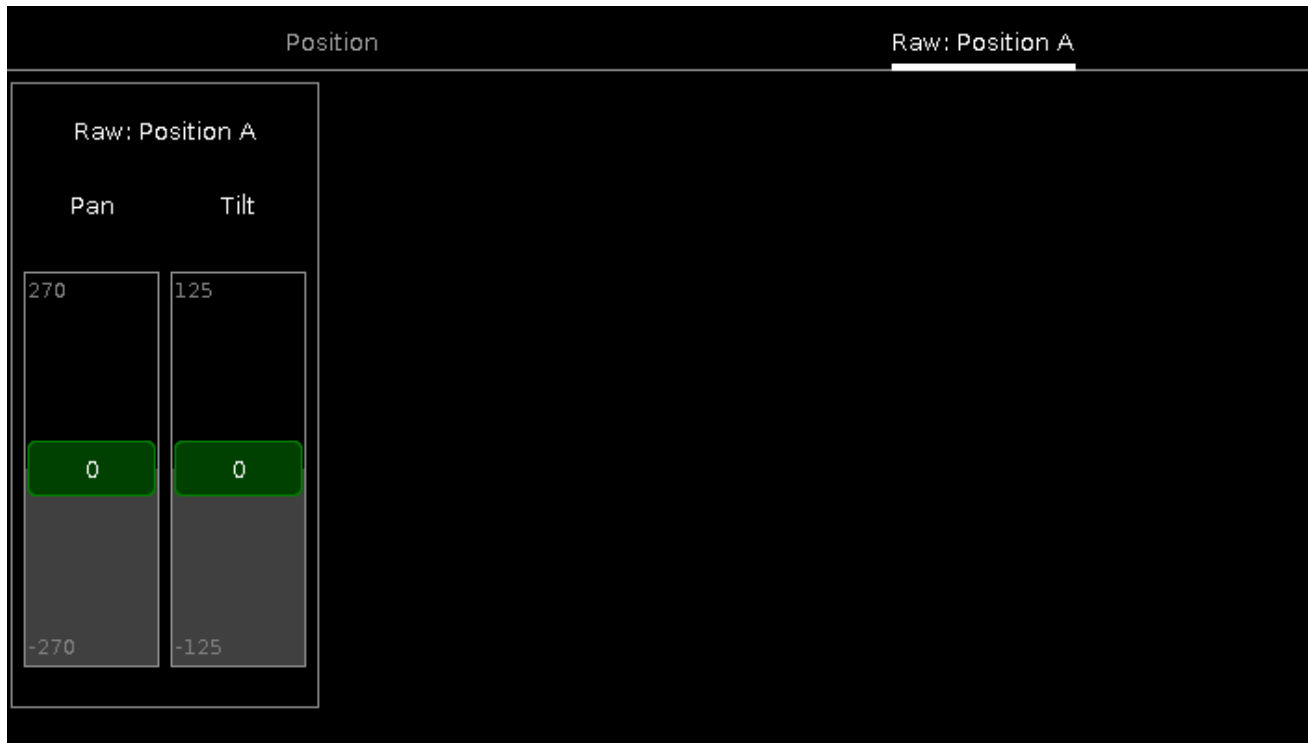 Position Raw: Position A
Raw: Position A
Pan Tilt
270 125
0 0
-270 -125